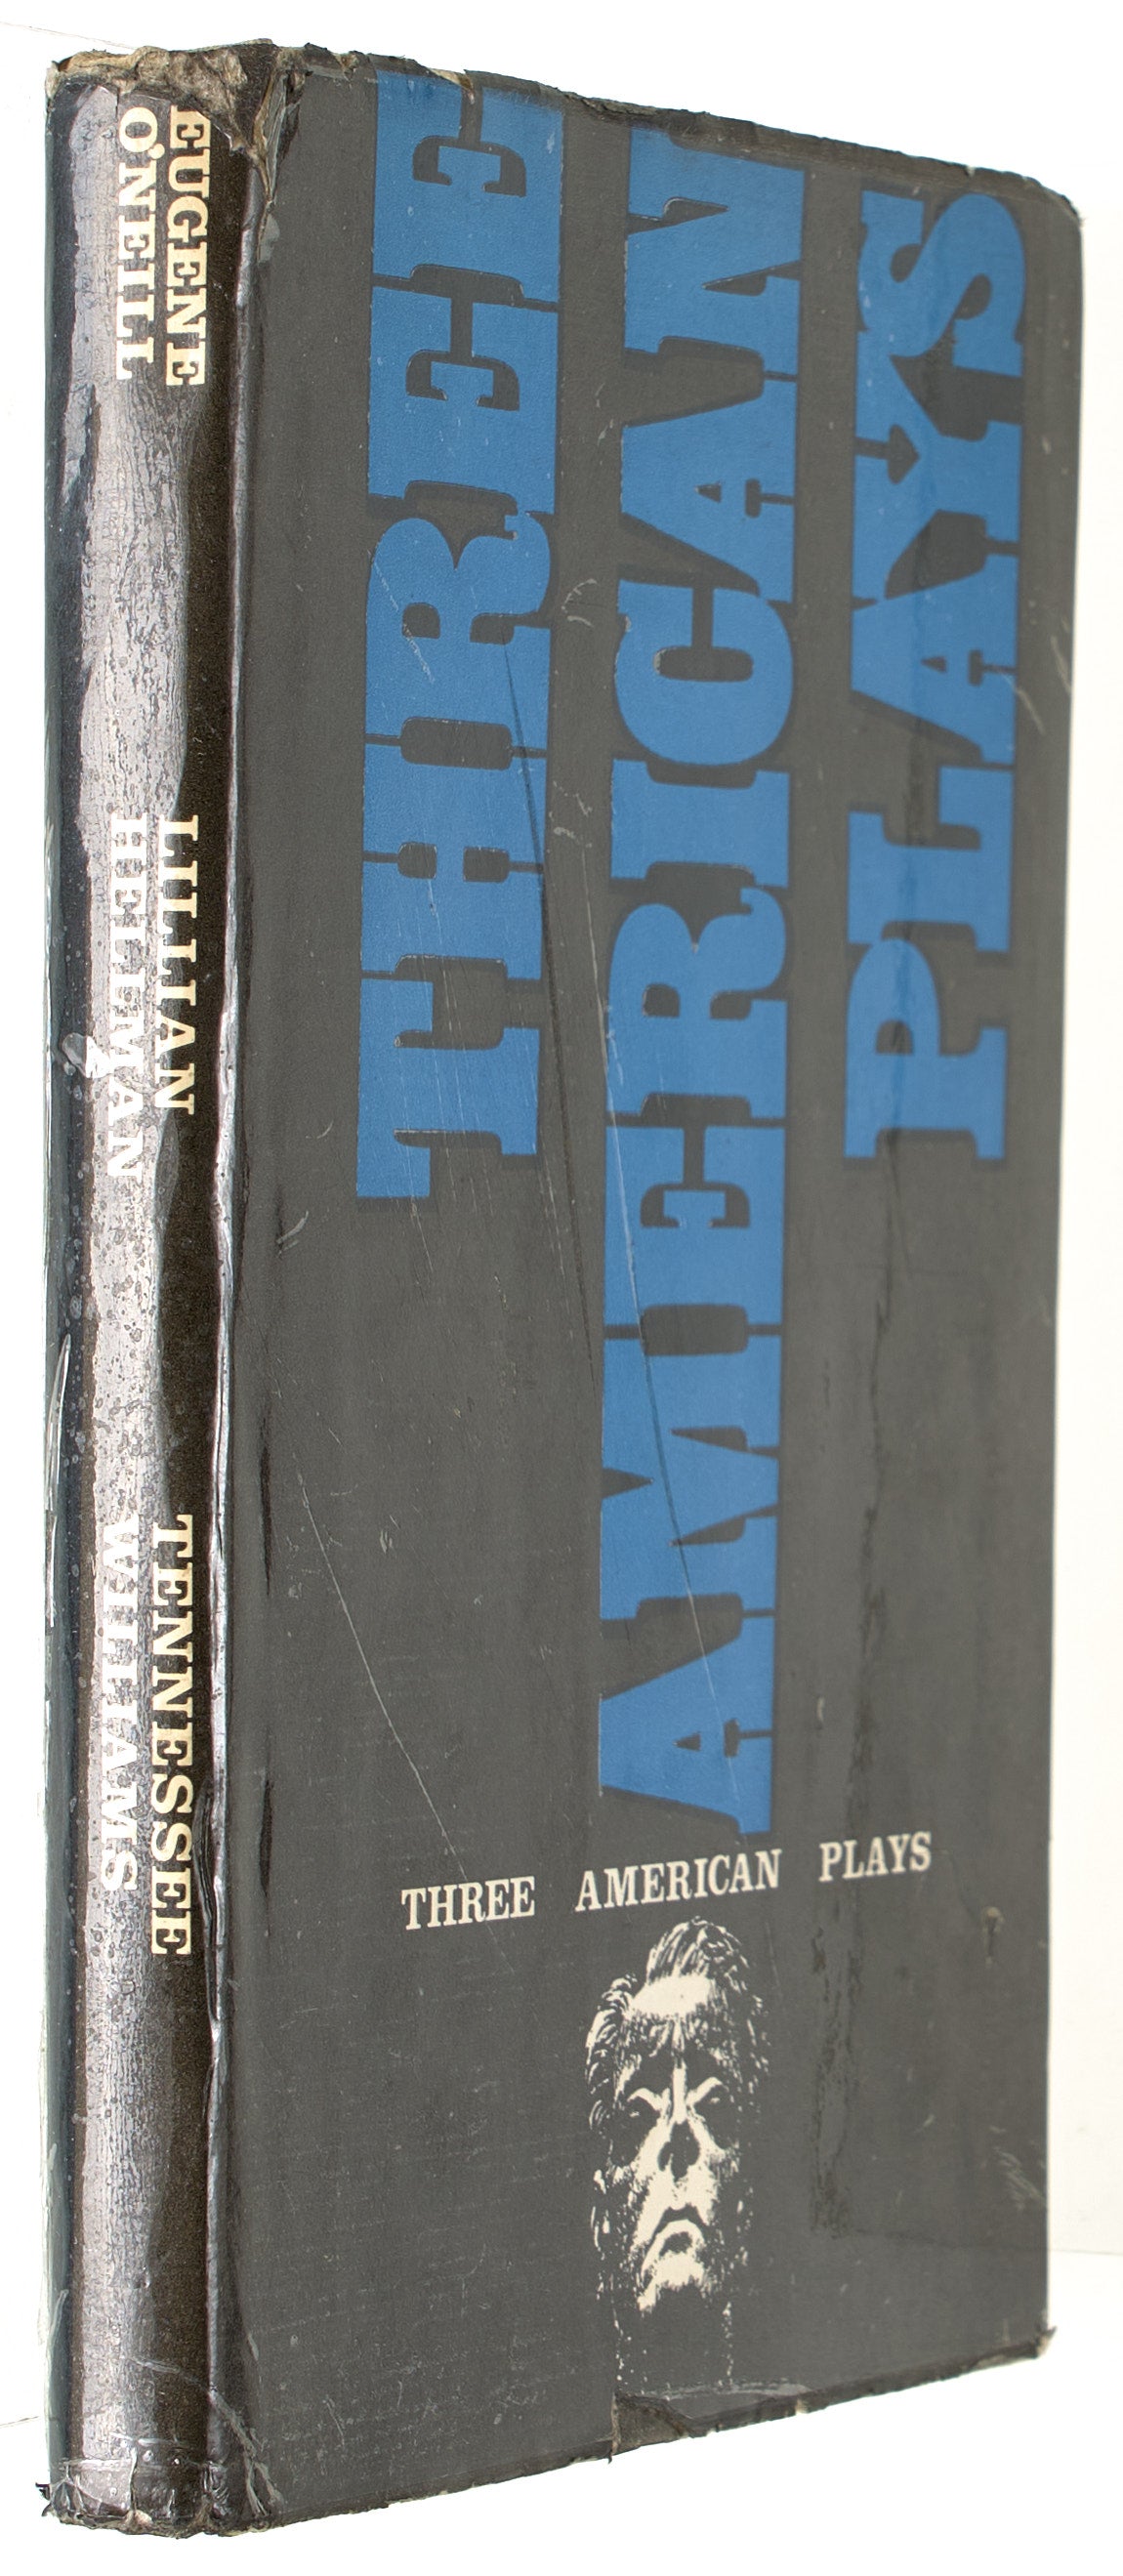 EUGENE
O'NEILL
LILLIAN
HELLMAN
TENNESSEE
WILLIAMS
THREE
AMERICAN
PLAYS
THREE AMERICAN PLAYS